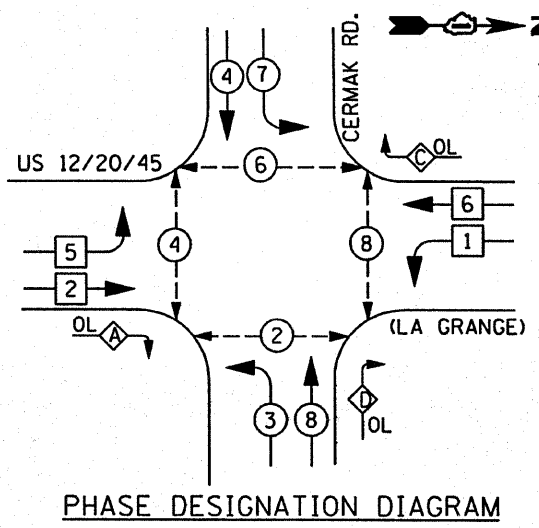 CERMAK RD.
N
4
7
C OL
US 12/20/45
6
6
5
4
8
1
2
OL A
2
(LA GRANGE)
3
8
D
OL
PHASE DESIGNATION DIAGRAM